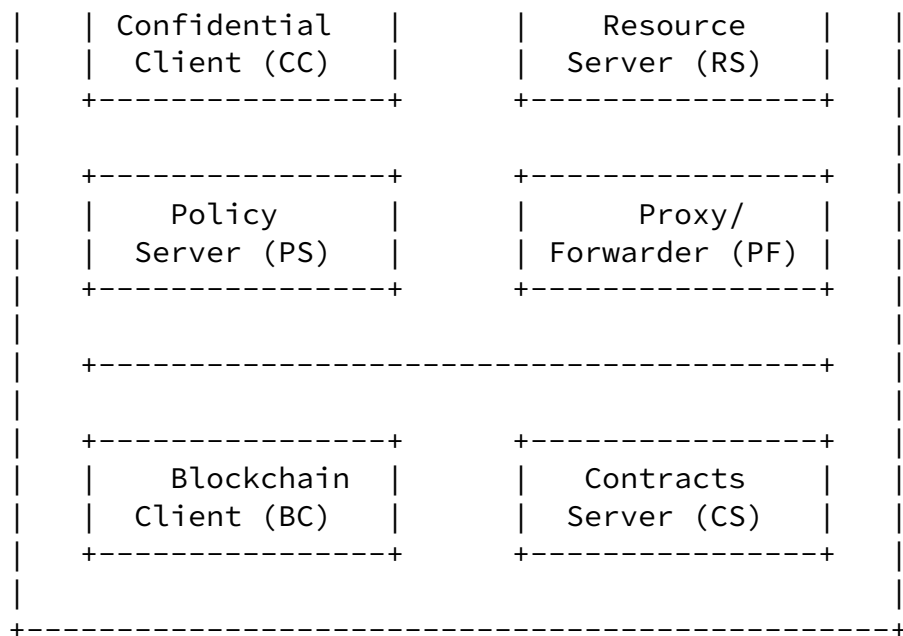 Confidential Resource
Client (CC) Server (RS)
Policy Proxy/
Server (PS) Forwarder (PF)
Blockchain Contracts
Client (BC) Server (CS)